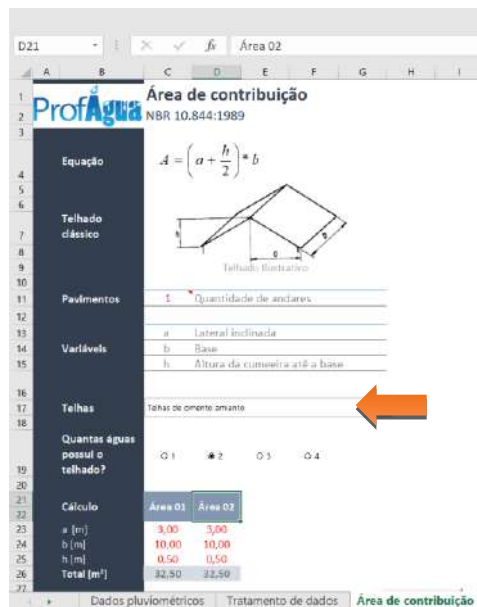 D21 fx Área 02
A B C D E F G H I
1 ProfÁgua Área de contribuição
2 NBR 10.844:1989
3
4 Equação A = (a + h/2) * b
5
6
7 Telhado clássico h a b
8
9 Telhado Ilustrativo
10
11 Pavimentos 1 Quantidade de andares
12
13 a Lateral inclinada
14 Variáveis b Base
15 h Altura da cumeeira até a base
16
17 Telhas Telhas de cimento amianto
18
19 Quantas águas possui o telhado? 1 2 3 4
20
21
22 Cálculo Área 01 Área 02
23 a [m] 3,00 3,00
24 b [m] 10,00 10,00
25 h [m] 0,50 0,50
26 Total [m²] 32,50 32,50
27
Dados pluviométricos Tratamento de dados Área de contribuição